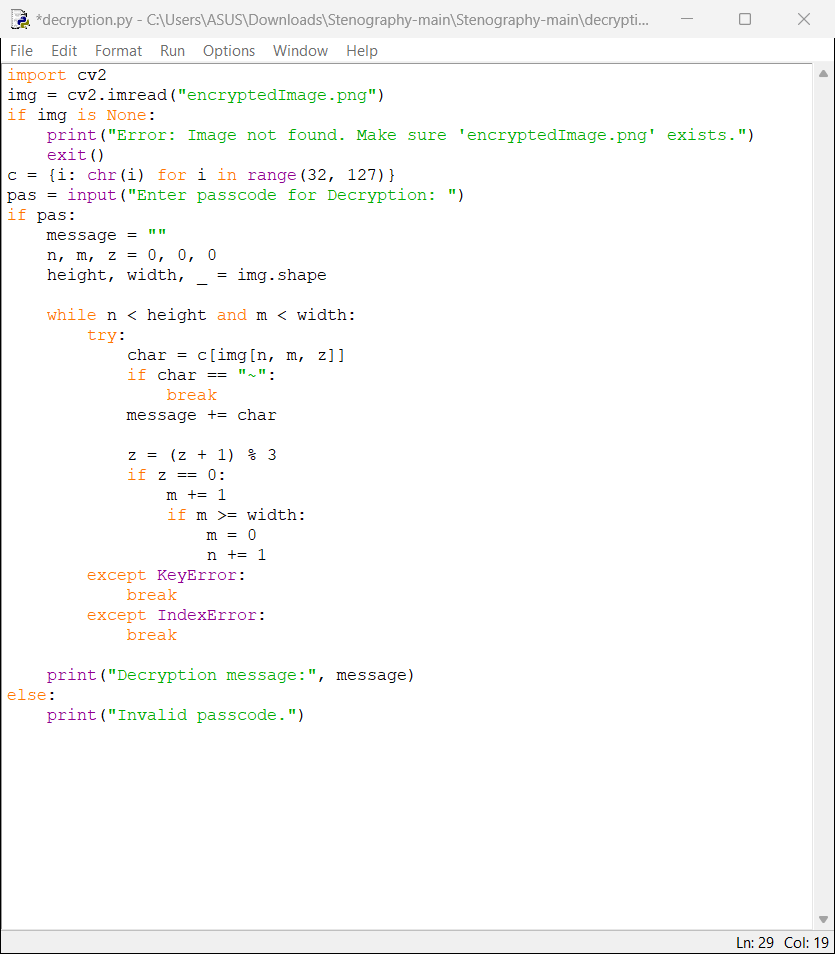 *decryption.py - C:\Users\ASUS\Downloads\Stenography-main\Stenography-main\decrypti...
File Edit Format Run Options Window Help
import cv2
img = cv2.imread("encryptedImage.png")
if img is None:
    print("Error: Image not found. Make sure 'encryptedImage.png' exists.")
    exit()
c = {i: chr(i) for i in range(32, 127)}
pas = input("Enter passcode for Decryption: ")
if pas:
    message = ""
    n, m, z = 0, 0, 0
    height, width, _ = img.shape

    while n < height and m < width:
        try:
            char = c[img[n, m, z]]
            if char == "~":
                break
            message += char

            z = (z + 1) % 3
            if z == 0:
                m += 1
                if m >= width:
                    m = 0
                    n += 1
        except KeyError:
            break
        except IndexError:
            break

    print("Decryption message:", message)
else:
    print("Invalid passcode.")
Ln: 29 Col: 19